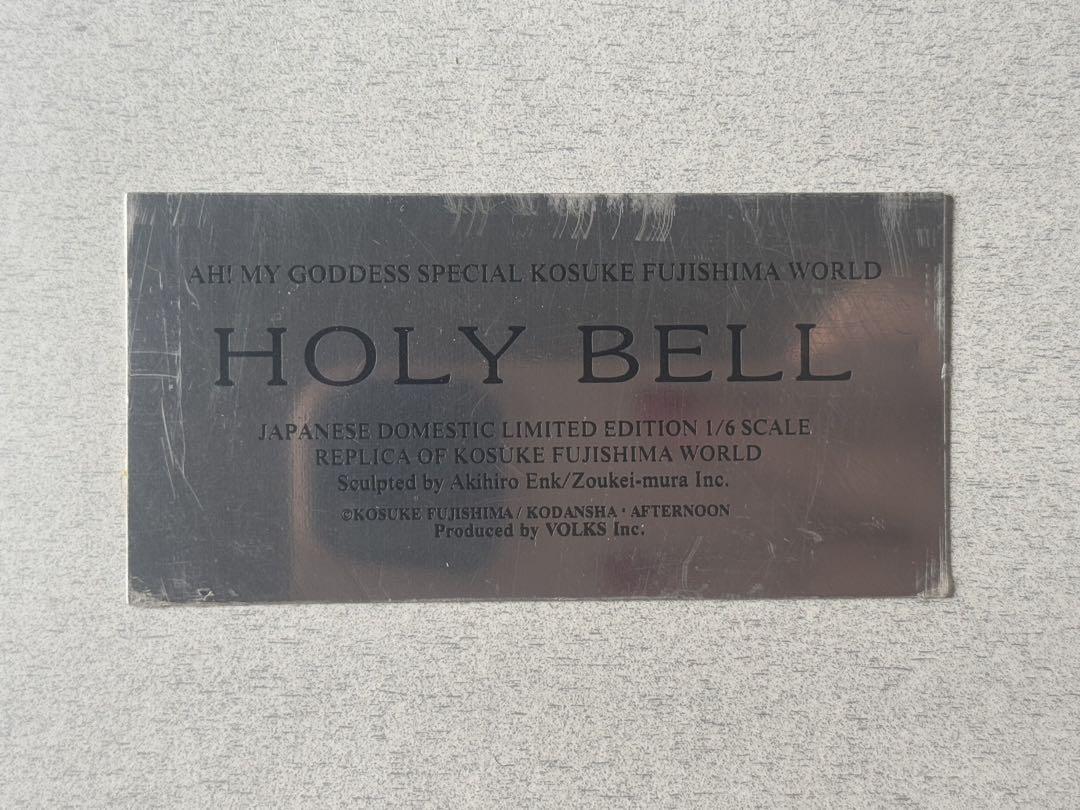 AH! MY GODDESS SPECIAL KOSUKE FUJISHIMA WORLD
HOLY BELL
JAPANESE DOMESTIC LIMITED EDITION 1/6 SCALE
REPLICA OF KOSUKE FUJISHIMA WORLD
Sculpted by Akihiro Enk/Zoukei-mura Inc.
©KOSUKE FUJISHIMA / KODANSHA・AFTERNOON
Produced by VOLKS Inc.